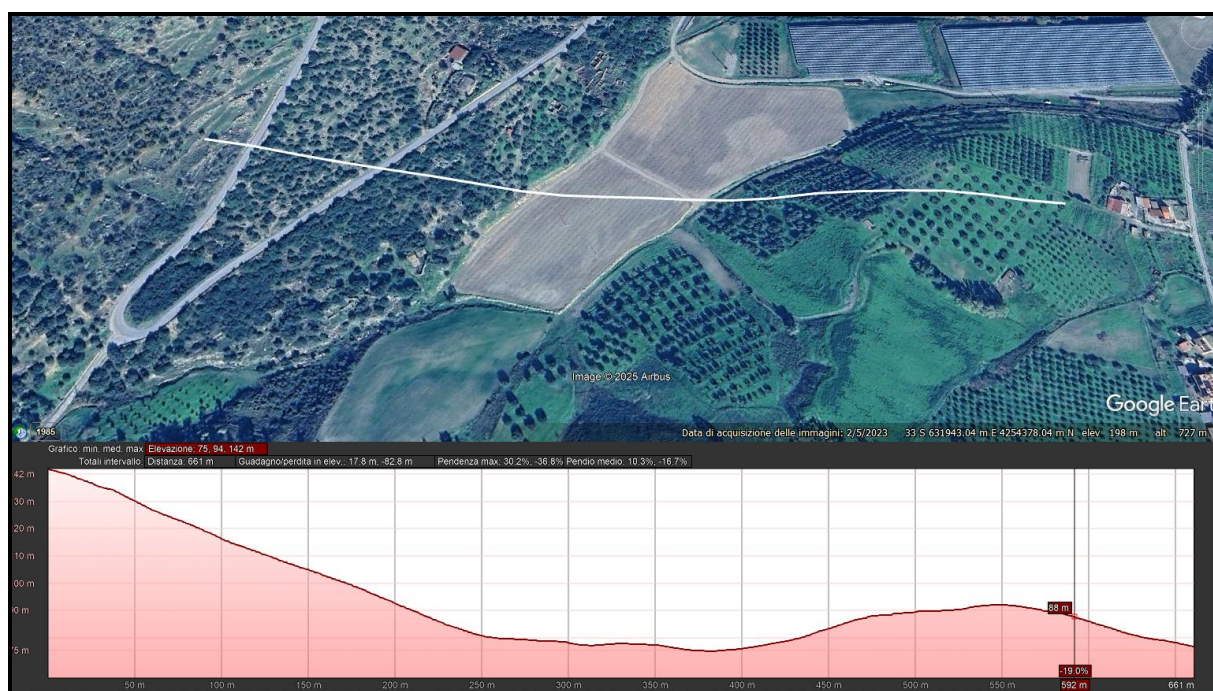 Image © 2025 Airbus
Google Eart
1985
Data di acquisizione delle immagini: 2/5/2023 33 S 631943.04 m E 4254378.04 m N elev 198 m alt 727 m
Grafico: min. med. max Elevazione: 75, 94, 142 m
Totali intervallo: Distanza: 661 m Guadagno/perdita in elev.: 17.8 m, -82.8 m Pendenza max: 30.2%, -36.8% Pendio medio: 10.3%, -16.7%
42 m
30 m
20 m
10 m
00 m
90 m
88 m
5 m
-19.0%
50 m 100 m 150 m 200 m 250 m 300 m 350 m 400 m 450 m 500 m 550 m 592 m 661 m